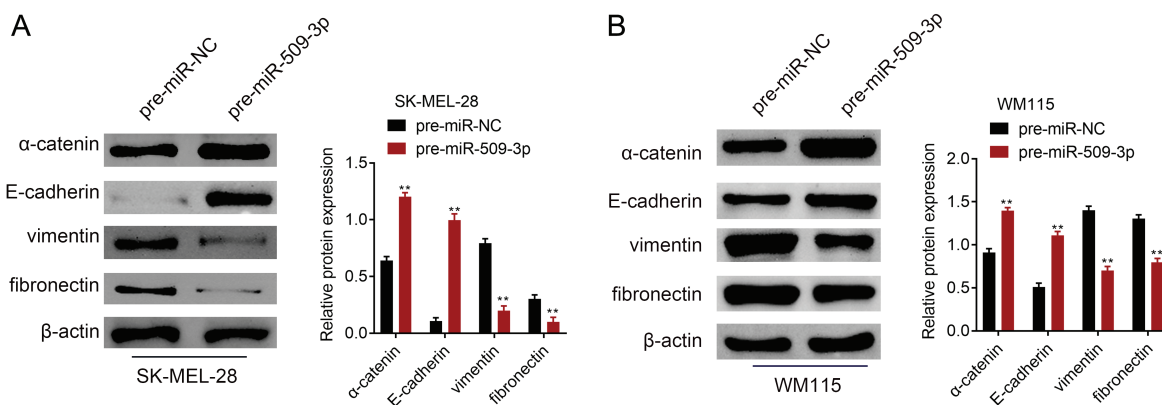 A
pre-miR-NC
pre-miR-509-3p
α-catenin
E-cadherin
vimentin
fibronectin
β-actin
SK-MEL-28
SK-MEL-28
pre-miR-NC
pre-miR-509-3p
Relative protein expression
1.5
1.0
0.5
0.0
**
**
**
**
α-catenin
E-cadherin
vimentin
fibronectin
B
pre-miR-NC
pre-miR-509-3p
α-catenin
E-cadherin
vimentin
fibronectin
β-actin
WM115
WM115
pre-miR-NC
pre-miR-509-3p
Relative protein expression
2.0
1.5
1.0
0.5
0.0
**
**
**
**
α-catenin
E-cadherin
vimentin
fibronectin